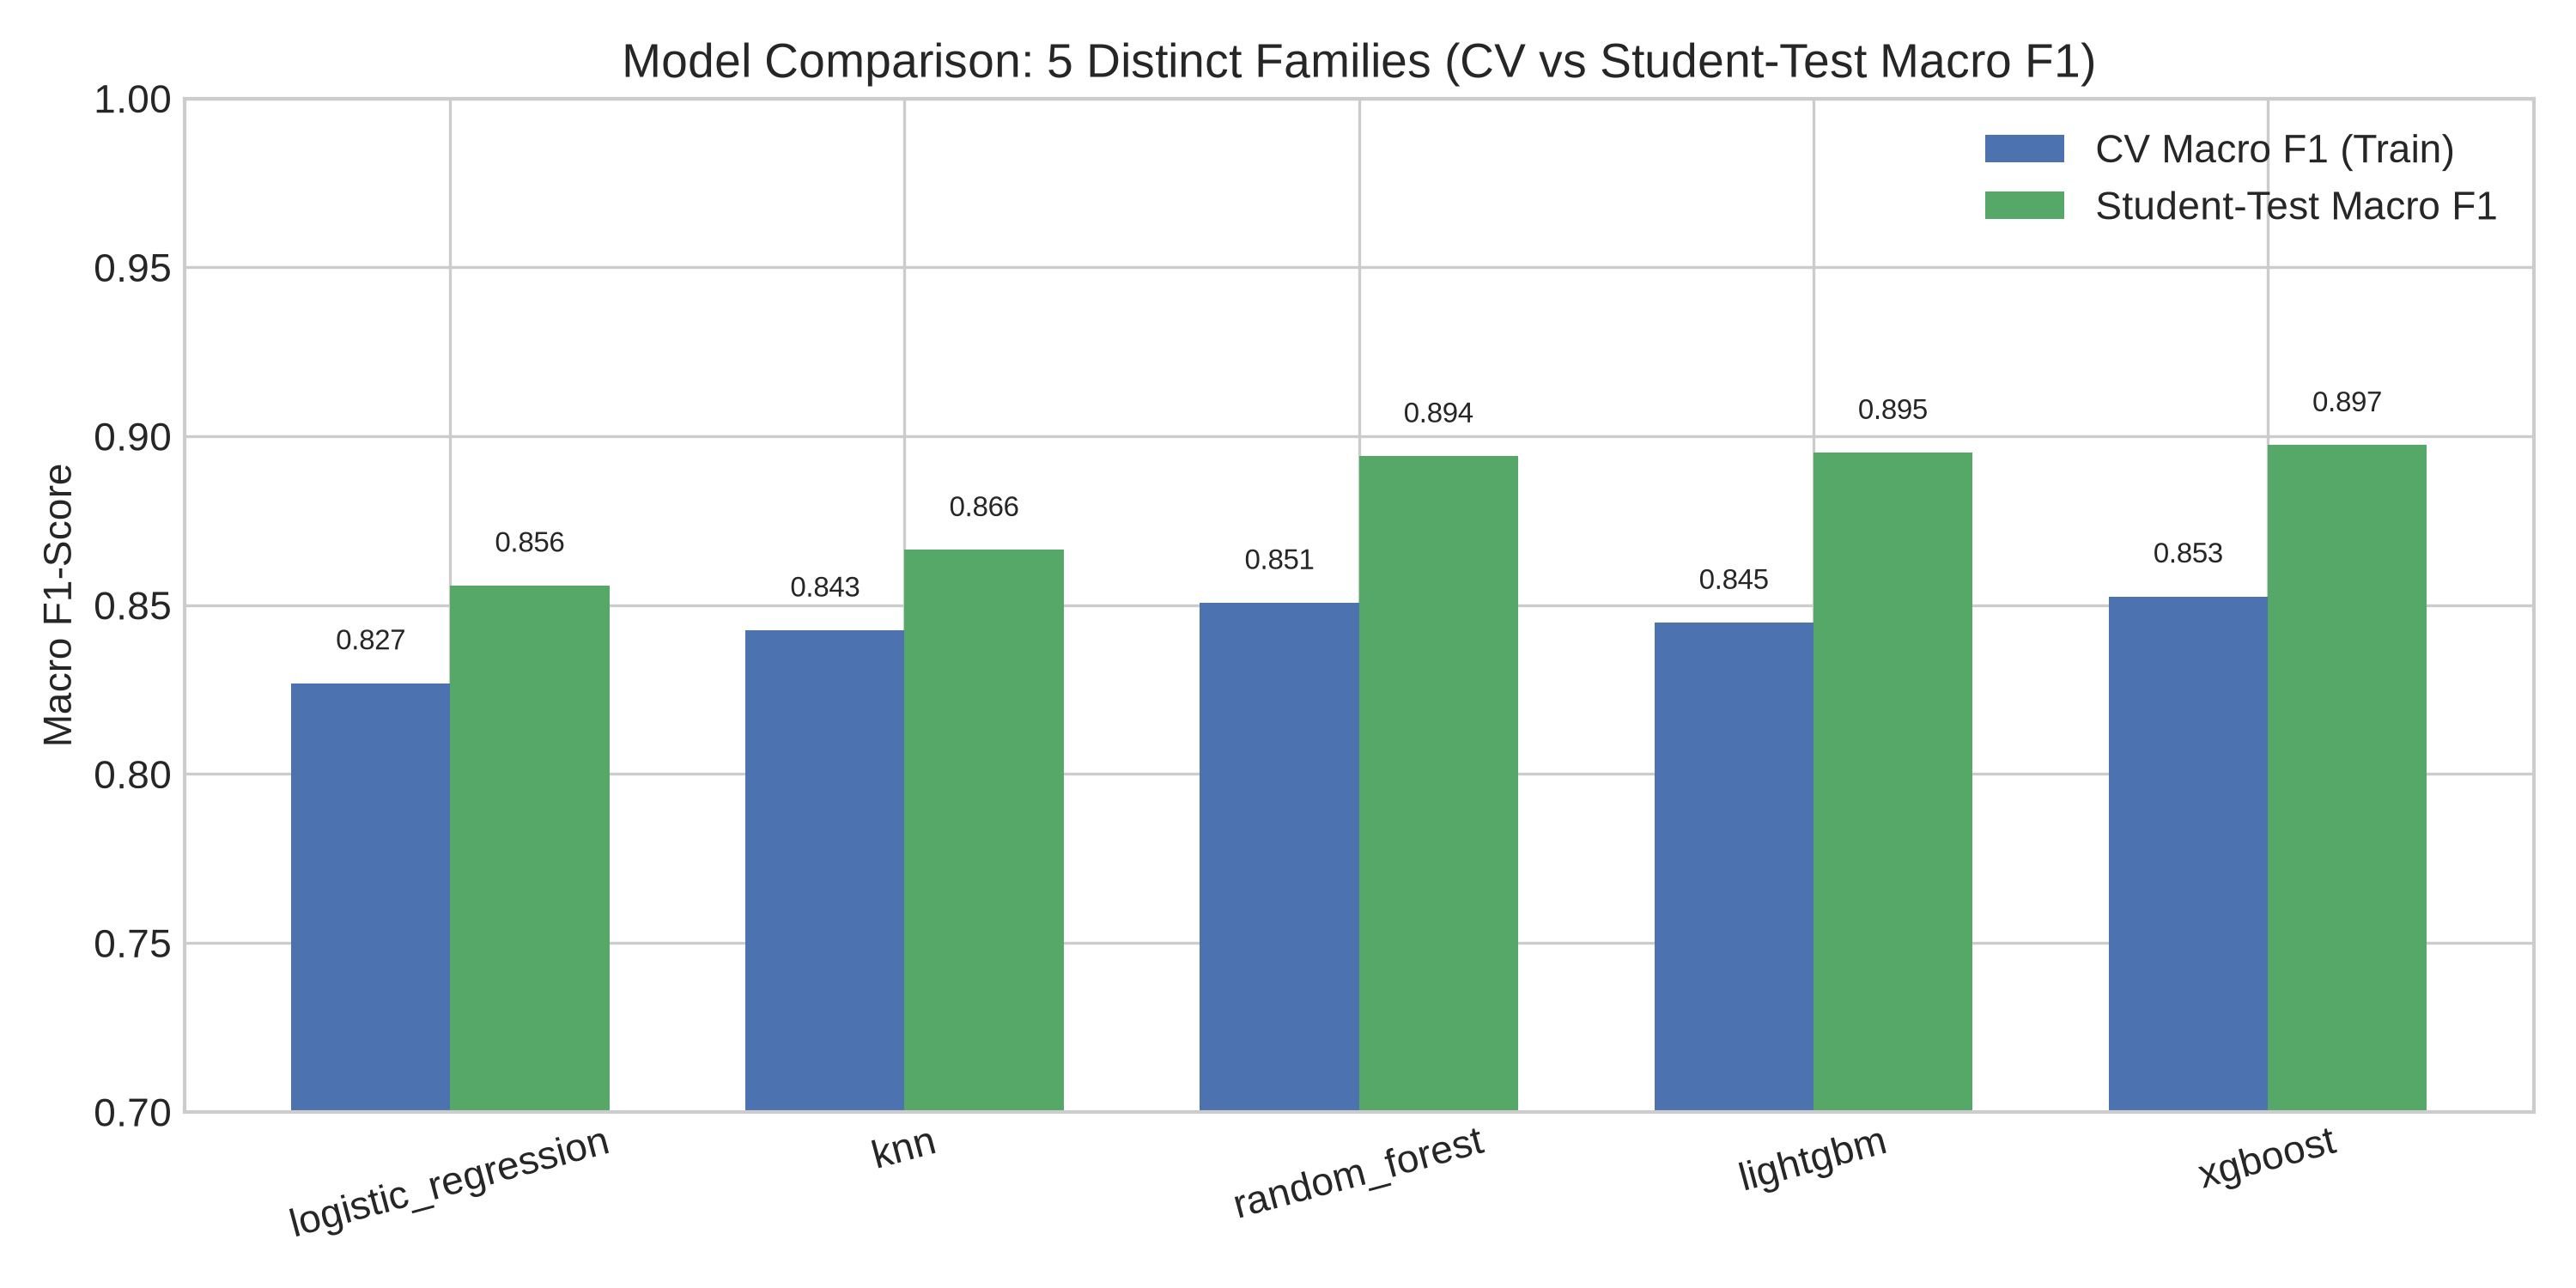 Model Comparison: 5 Distinct Families (CV vs Student-Test Macro F1)
CV Macro F1 (Train)
Student-Test Macro F1
Macro F1-Score
1.00
0.95
0.90
0.85
0.80
0.75
0.70
0.827
0.856
0.843
0.866
0.851
0.894
0.845
0.895
0.853
0.897
logistic_regression
knn
random_forest
lightgbm
xgboost